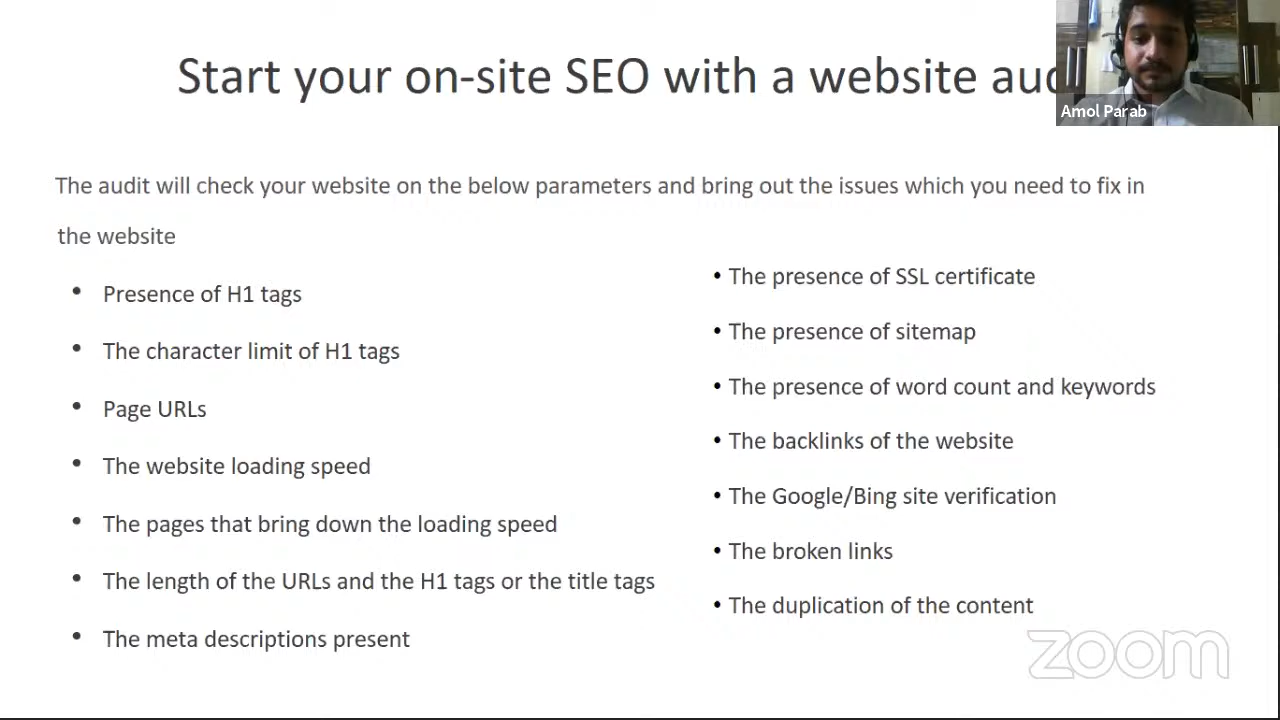 Start your on-site SEO with a website
Amol Parab
The audit will check your website on the below parameters and bring out the issues which you need to fix in
the website
• Presence of H1 tags
• The character limit of H1 tags
• Page URLs
• The website loading speed
• The pages that bring down the loading speed
• The length of the URLs and the H1 tags or the title tags
• The meta descriptions present
• The presence of SSL certificate
• The presence of sitemap
• The presence of word count and keywords
• The backlinks of the website
• The Google/Bing site verification
• The broken links
• The duplication of the content
zoom